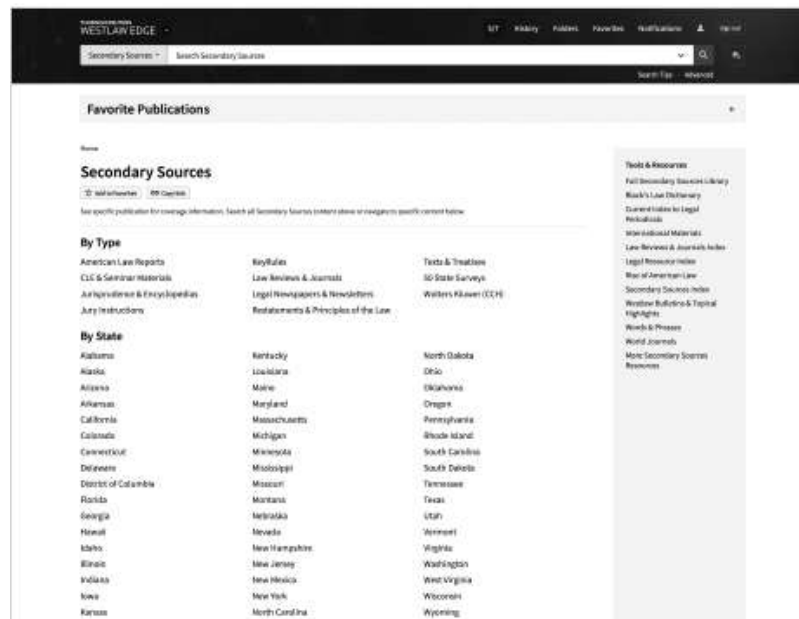 THOMSON REUTERS
WESTLAW EDGE
History Folders Favorites Notifications
Secondary Sources Search Secondary Sources
Search Tips Advanced
Favorite Publications
Home
Secondary Sources
Add to Favorites Copy link
See specific publication for coverage information. Search all Secondary Sources content above or navigate to specific content below.
By Type
American Law Reports
CLE & Seminar Materials
Jurisprudence & Encyclopedias
Jury Instructions
KeyRules
Law Reviews & Journals
Legal Newspapers & Newsletters
Restatements & Principles of the Law
Texts & Treatises
50 State Surveys
Wolters Kluwer (CCH)
By State
Alabama
Alaska
Arizona
Arkansas
California
Colorado
Connecticut
Delaware
District of Columbia
Florida
Georgia
Hawaii
Idaho
Illinois
Indiana
Iowa
Kansas
Kentucky
Louisiana
Maine
Maryland
Massachusetts
Michigan
Minnesota
Mississippi
Missouri
Montana
Nebraska
Nevada
New Hampshire
New Jersey
New Mexico
New York
North Carolina
North Dakota
Ohio
Oklahoma
Oregon
Pennsylvania
Rhode Island
South Carolina
South Dakota
Tennessee
Texas
Utah
Vermont
Virginia
Washington
West Virginia
Wisconsin
Wyoming
Tools & Resources
Full Secondary Sources Library
Black's Law Dictionary
Current Index to Legal
Periodicals
International Materials
Law Reviews & Journals Index
Legal Resource Index
Rise of American Law
Secondary Sources Index
Westlaw Bulletins & Topical
Highlights
Words & Phrases
World Journals
More Secondary Sources
Resources